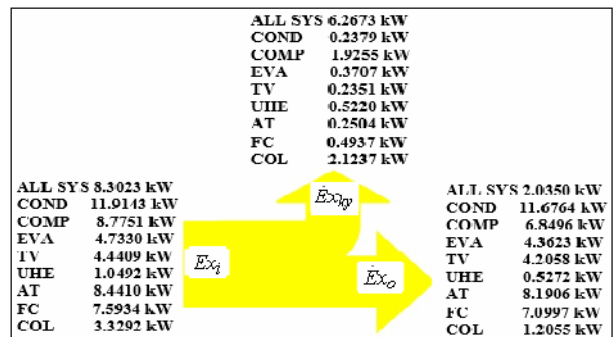 ALL SYS 6.2673 kW
COND 0.2379 kW
COMP 1.9255 kW
EVA 0.3707 kW
TV 0.2351 kW
UHE 0.5220 kW
AT 0.2504 kW
FC 0.4937 kW
COL 2.1237 kW
ALL SYS 8.3023 kW
COND 11.9143 kW
COMP 8.7751 kW
EVA 4.7330 kW
TV 4.4409 kW
UHE 1.0492 kW
AT 8.4410 kW
FC 7.5934 kW
COL 3.3292 kW
Exi
Ėxky
Ėxo
ALL SYS 2.0350 kW
COND 11.6764 kW
COMP 6.8496 kW
EVA 4.3623 kW
TV 4.2058 kW
UHE 0.5272 kW
AT 8.1906 kW
FC 7.0997 kW
COL 1.2055 kW